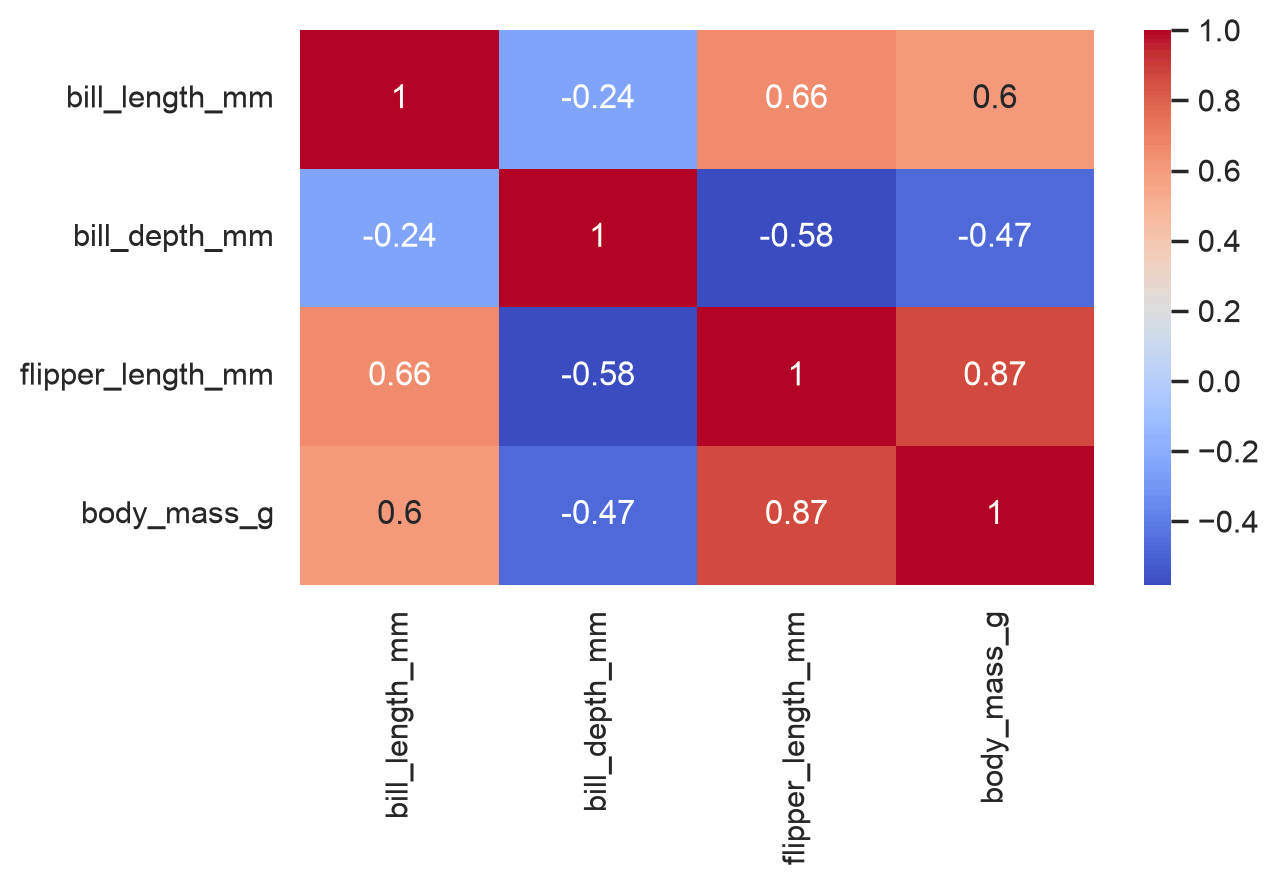 bill_length_mm 1 -0.24 0.66 0.6
bill_depth_mm -0.24 1 -0.58 -0.47
flipper_length_mm 0.66 -0.58 1 0.87
body_mass_g 0.6 -0.47 0.87 1
bill_length_mm
bill_depth_mm
flipper_length_mm
body_mass_g
1.0
0.8
0.6
0.4
0.2
0.0
−0.2
−0.4